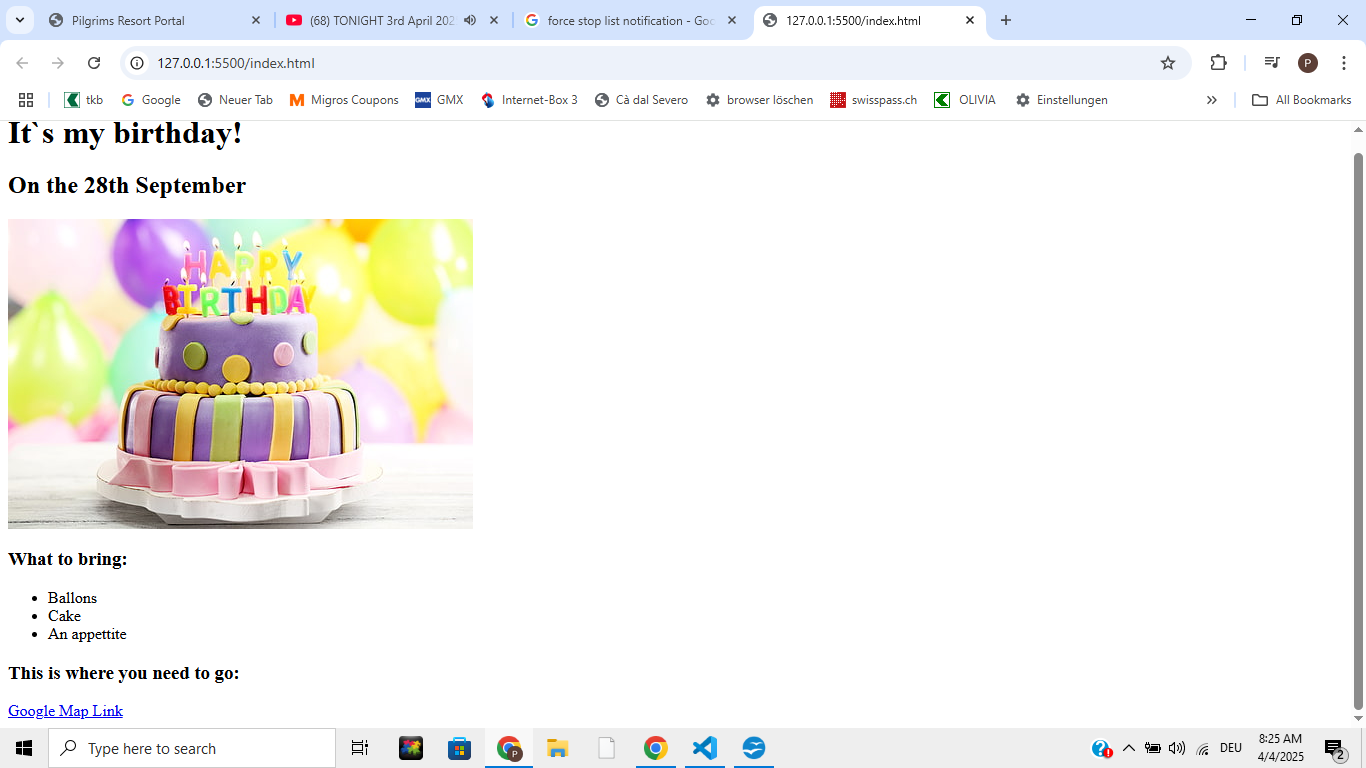 Pilgrims Resort Portal
(68) TONIGHT 3rd April 202
force stop list notification - Goo
127.0.0.1:5500/index.html
127.0.0.1:5500/index.html
P
tkb
Google
Neuer Tab
Migros Coupons
GMX
GMX
Internet-Box 3
Cà dal Severo
browser löschen
swisspass.ch
OLIVIA
Einstellungen
All Bookmarks
It`s my birthday!
On the 28th September
HAPPY
BIRTHDAY
What to bring:
Ballons
Cake
An appettite
This is where you need to go:
Google Map Link
Type here to search
P
DEU
8:25 AM
4/4/2025
2